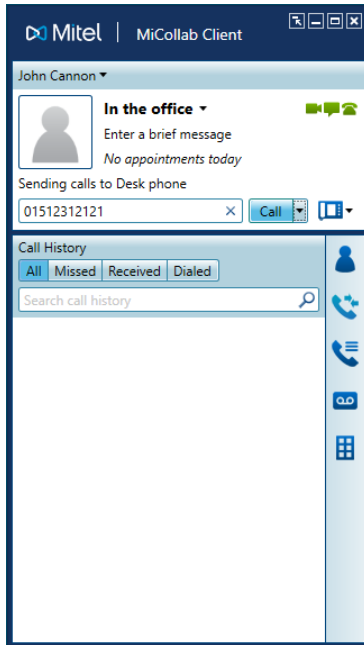 Mitel | MiCollab Client
John Cannon
In the office
Enter a brief message
No appointments today
Sending calls to Desk phone
01512312121 Call
Call History
All Missed Received Dialed
Search call history